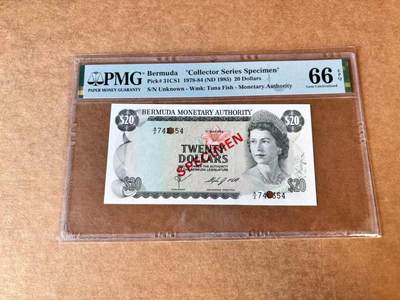 PMG
PAPER MONEY GUARANTY
Bermuda 'Collector Series Specimen'
Pick# 31CS1 1978-84 (ND 1985) 20 Dollars
S/N Unknown - Wmk: Tuna Fish - Monetary Authority
66 EPQ
Gem Uncirculated
BERMUDA MONETARY AUTHORITY
$20
$20
TWENTY
DOLLARS
SPECIMEN
$20
$20